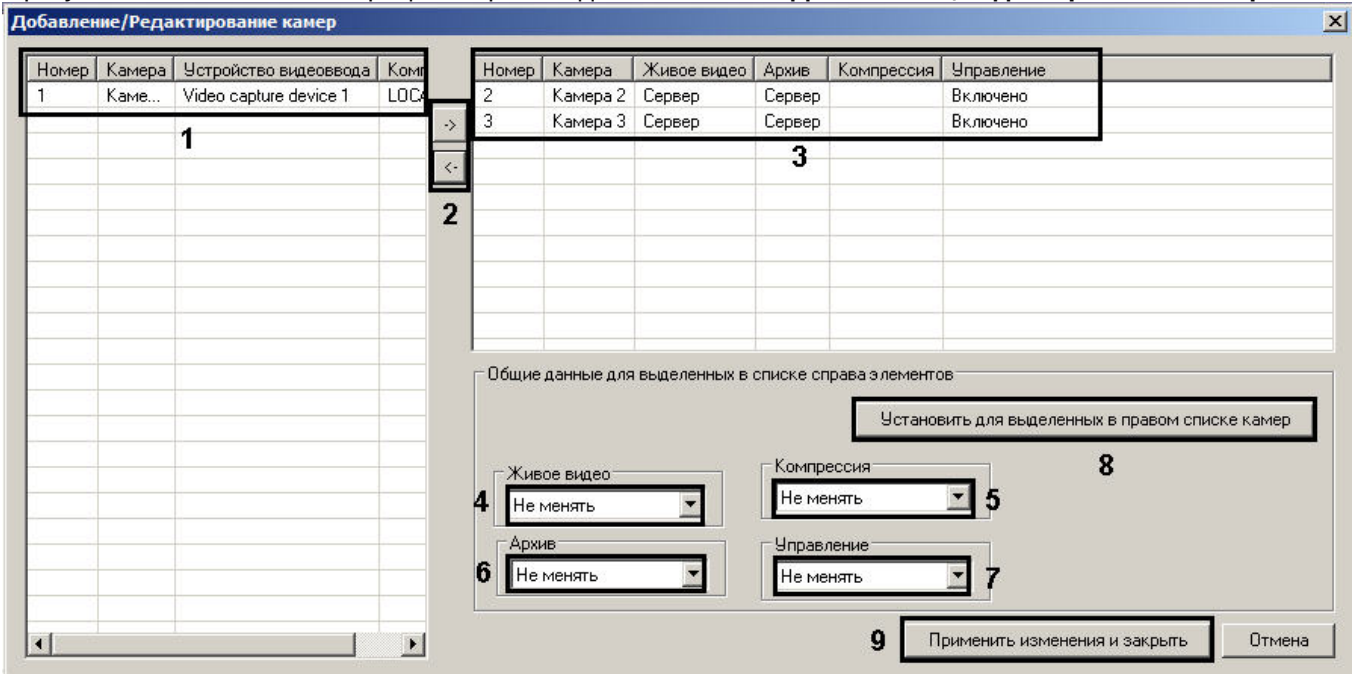 Добавление/Редактирование камер
Номер Камера Устройство видеоввода Комп
1 Каме... Video capture device 1 LOCA
1
->
<-
2
Номер Камера Живое видео Архив Компрессия Управление
2 Камера 2 Сервер Сервер Включено
3 Камера 3 Сервер Сервер Включено
3
Общие данные для выделенных в списке справа элементов
Установить для выделенных в правом списке камер
8
Живое видео
4 Не менять
Компрессия
Не менять 5
Архив
6 Не менять
Управление
Не менять 7
9 Применить изменения и закрыть Отмена